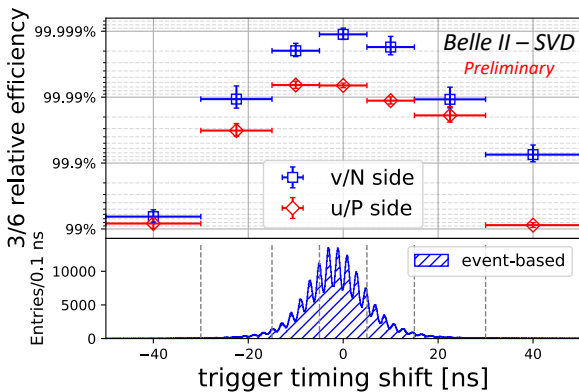 99.999%
99.99%
99.9%
99%
3/6 relative efficiency
Belle II – SVD
Preliminary
v/N side
u/P side
10000
5000
0
Entries/0.1 ns
event-based
−40 −20 0 20 40
trigger timing shift [ns]